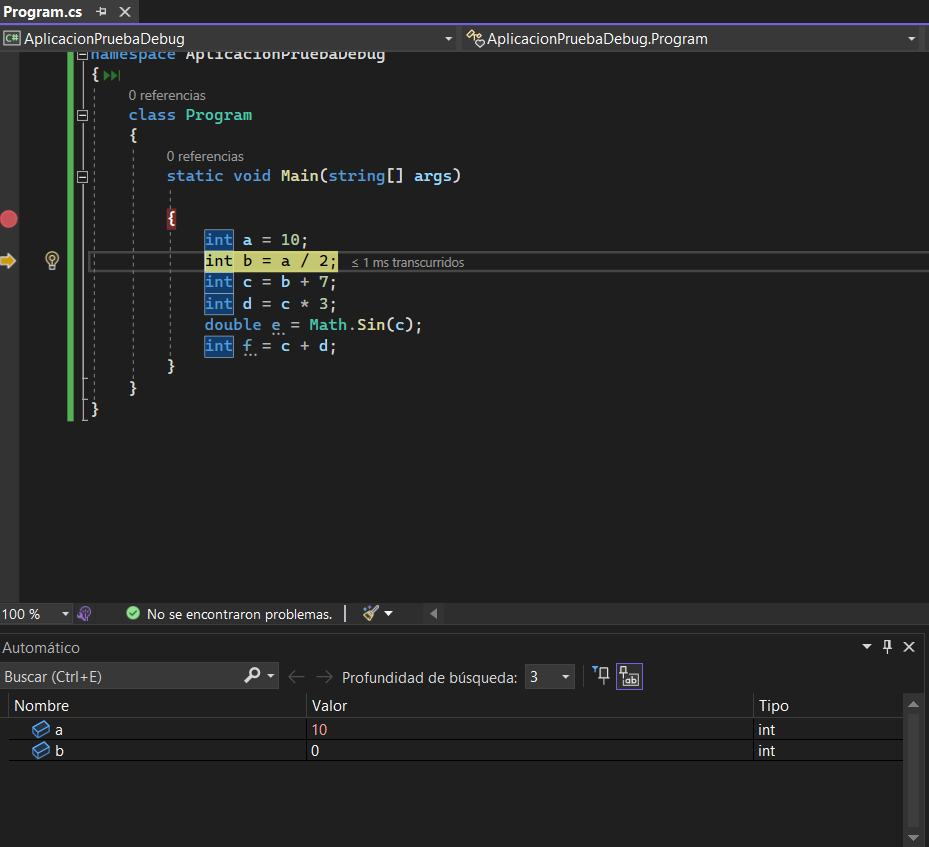 Program.cs
C# AplicacionPruebaDebug AplicacionPruebaDebug.Program
namespace AplicacionPruebaDebug
{
0 referencias
class Program
{
0 referencias
static void Main(string[] args)
{
int a = 10;
int b = a / 2; ≤ 1 ms transcurridos
int c = b + 7;
int d = c * 3;
double e = Math.Sin(c);
int f = c + d;
}
}
}
100 % No se encontraron problemas.
Automático
Buscar (Ctrl+E) Profundidad de búsqueda: 3 ab
Nombre Valor Tipo
a 10 int
b 0 int